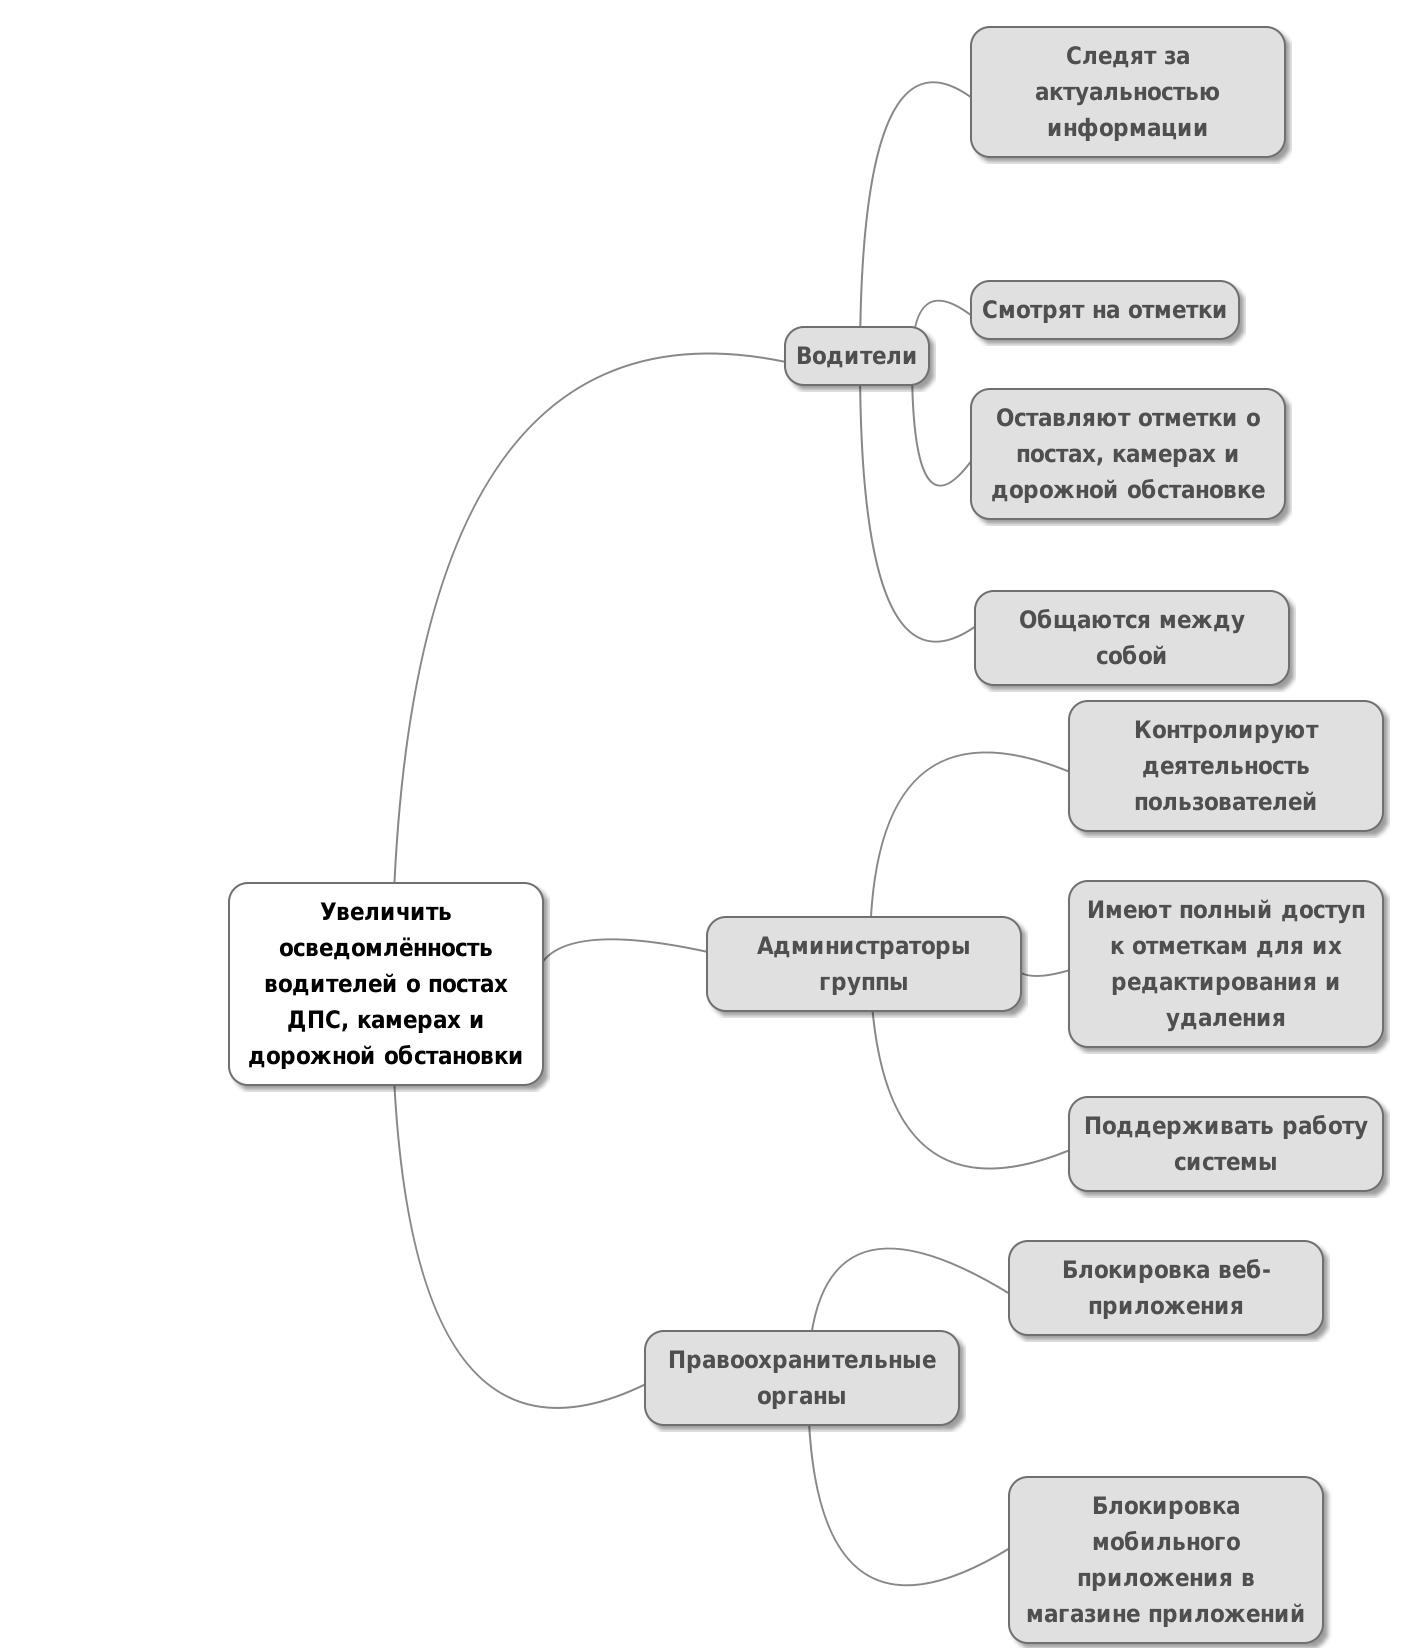 Следят за
актуальностью
информации
Смотрят на отметки
Водители
Оставляют отметки о
постах, камерах и
дорожной обстановке
Общаются между
собой
Контролируют
деятельность
пользователей
Увеличить
осведомлённость
водителей о постах
ДПС, камерах и
дорожной обстановки
Администраторы
группы
Имеют полный доступ
к отметкам для их
редактирования и
удаления
Поддерживать работу
системы
Блокировка веб-
приложения
Правоохранительные
органы
Блокировка
мобильного
приложения в
магазине приложений